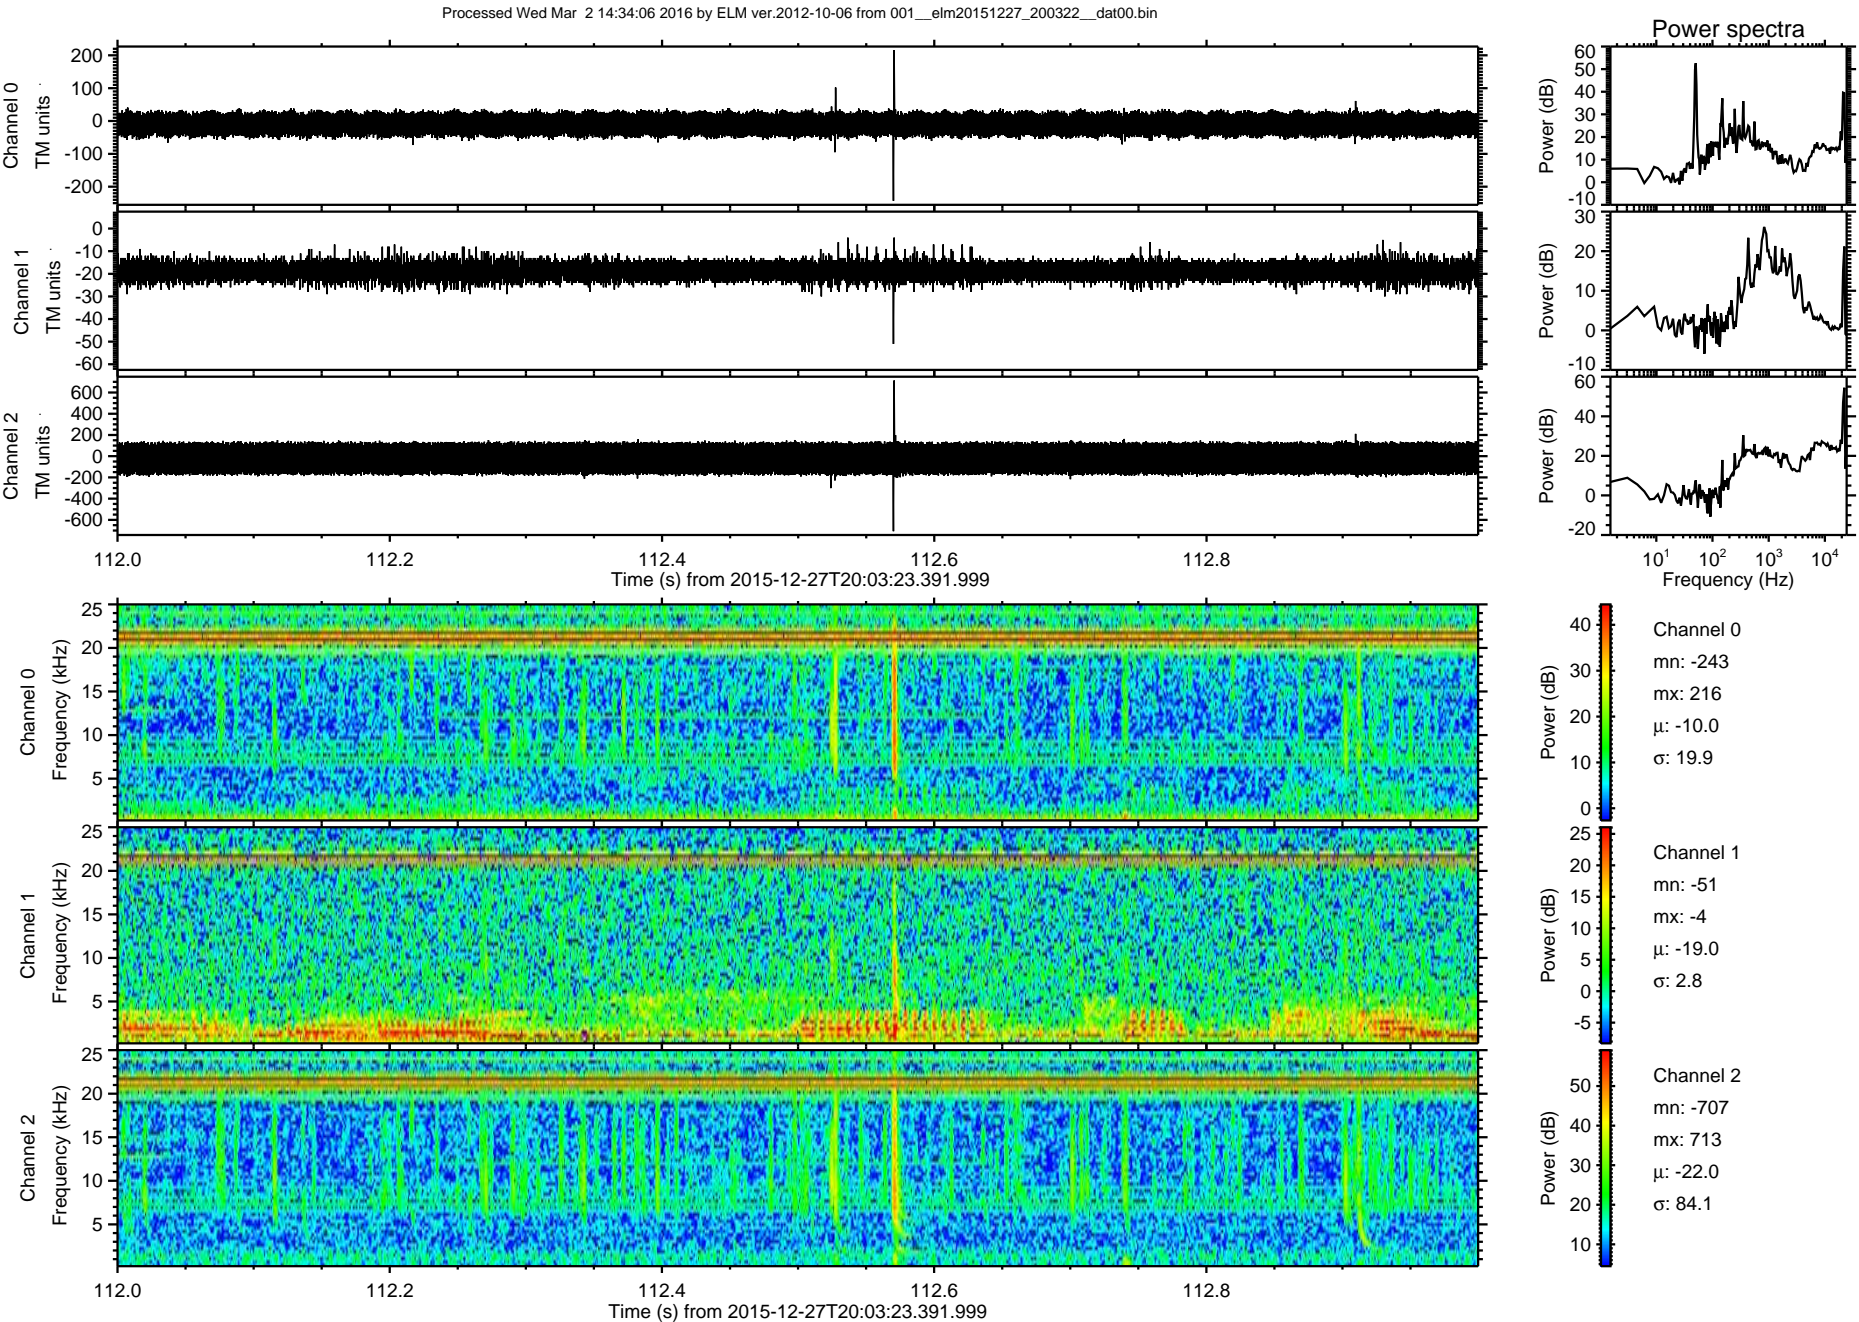 Processed Wed Mar 2 14:34:06 2016 by ELM ver.2012-10-06 from 001__elm20151227_200322__dat00.bin
Power spectra
Channel 0
TM units
200
100
0
-100
-200
Power (dB)
60
50
40
30
20
10
0
-10
Channel 1
TM units
0
-10
-20
-30
-40
-50
-60
Power (dB)
30
20
10
0
-10
Channel 2
TM units
600
400
200
0
-200
-400
-600
Power (dB)
60
40
20
0
-20
112.0
112.2
112.4
112.6
112.8
Time (s) from 2015-12-27T20:03:23.391.999
10^1
10^2
10^3
10^4
Frequency (Hz)
Channel 0
Frequency (kHz)
25
20
15
10
5
Power (dB)
40
30
20
10
0
Channel 0
mn: -243
mx: 216
µ: -10.0
σ: 19.9
Channel 1
Frequency (kHz)
25
20
15
10
5
Power (dB)
25
20
15
10
5
0
-5
Channel 1
mn: -51
mx: -4
µ: -19.0
σ: 2.8
Channel 2
Frequency (kHz)
25
20
15
10
5
Power (dB)
50
40
30
20
10
Channel 2
mn: -707
mx: 713
µ: -22.0
σ: 84.1
112.0
112.2
112.4
112.6
112.8
Time (s) from 2015-12-27T20:03:23.391.999